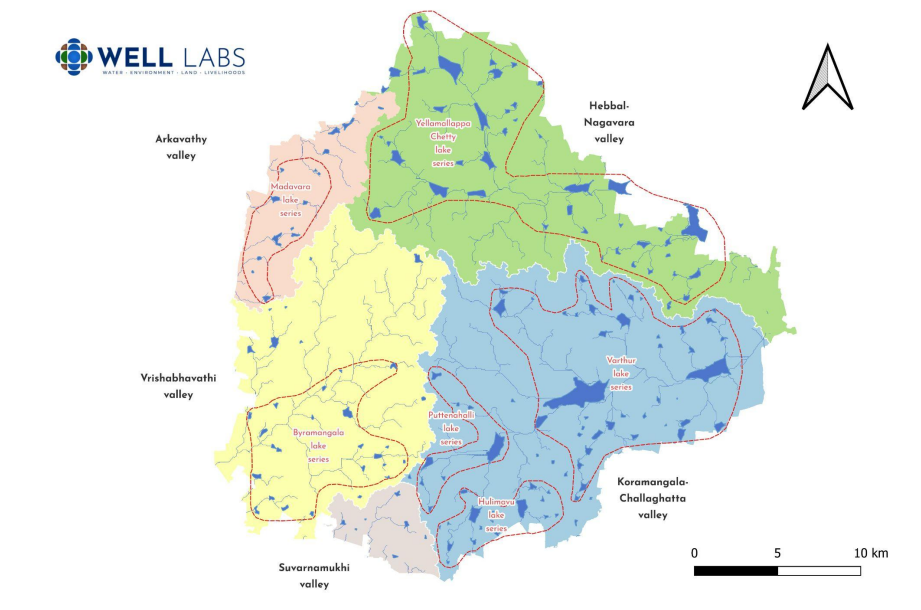 WELL LABS
WATER · ENVIRONMENT · LAND · LIVELIHOODS
Arkavathy
valley
Hebbal-
Nagavara
valley
Yellamallappa
Chetty
lake
series
Madavara
lake
series
Vrishabhavathi
valley
Varthur
lake
series
Puttenahalli
lake
series
Byramangala
lake
series
Hulimavu
lake
series
Koramangala-
Challaghatta
valley
Suvarnamukhi
valley
0 5 10 km